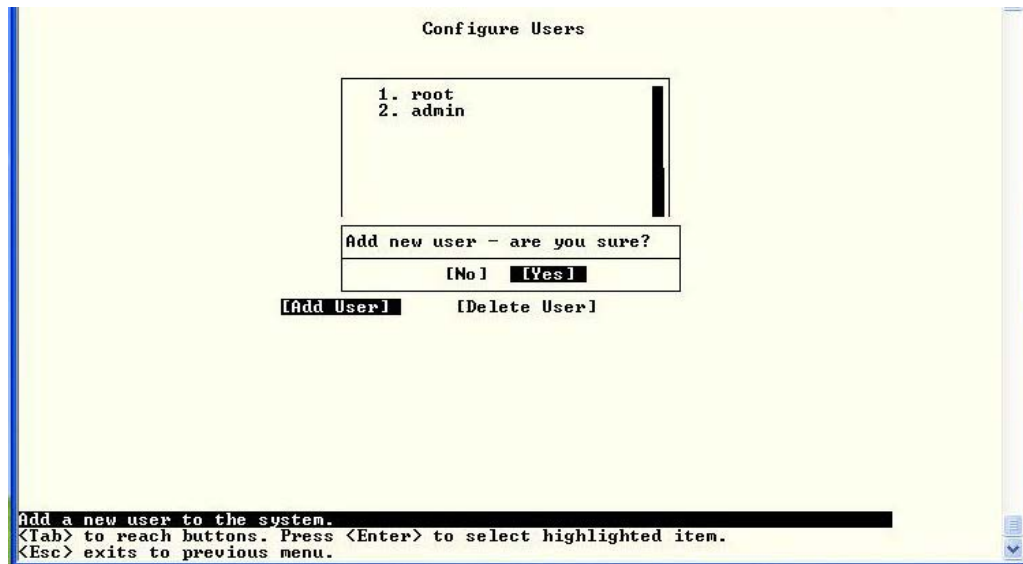 Configure Users
1. root
2. admin
Add new user - are you sure?
[No] [Yes]
[Add User] [Delete User]
Add a new user to the system.
<Tab> to reach buttons. Press <Enter> to select highlighted item.
<Esc> exits to previous menu.